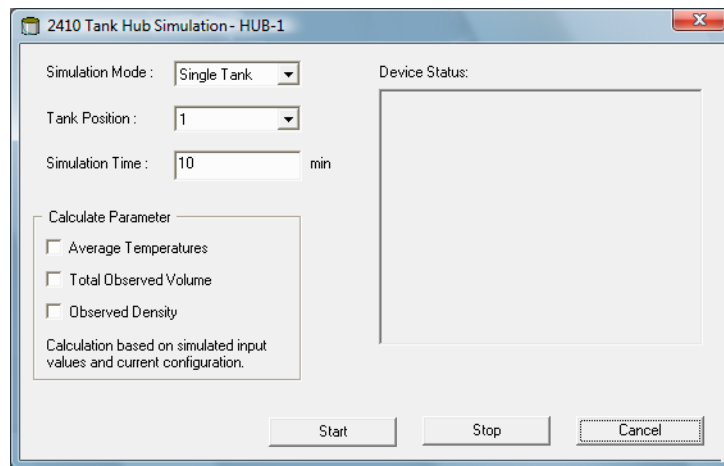 2410 Tank Hub Simulation - HUB-1
Simulation Mode :
Single Tank
Device Status:
Tank Position :
1
Simulation Time :
10
min
Calculate Parameter
Average Temperatures
Total Observed Volume
Observed Density
Calculation based on simulated input
values and current configuration.
Start
Stop
Cancel